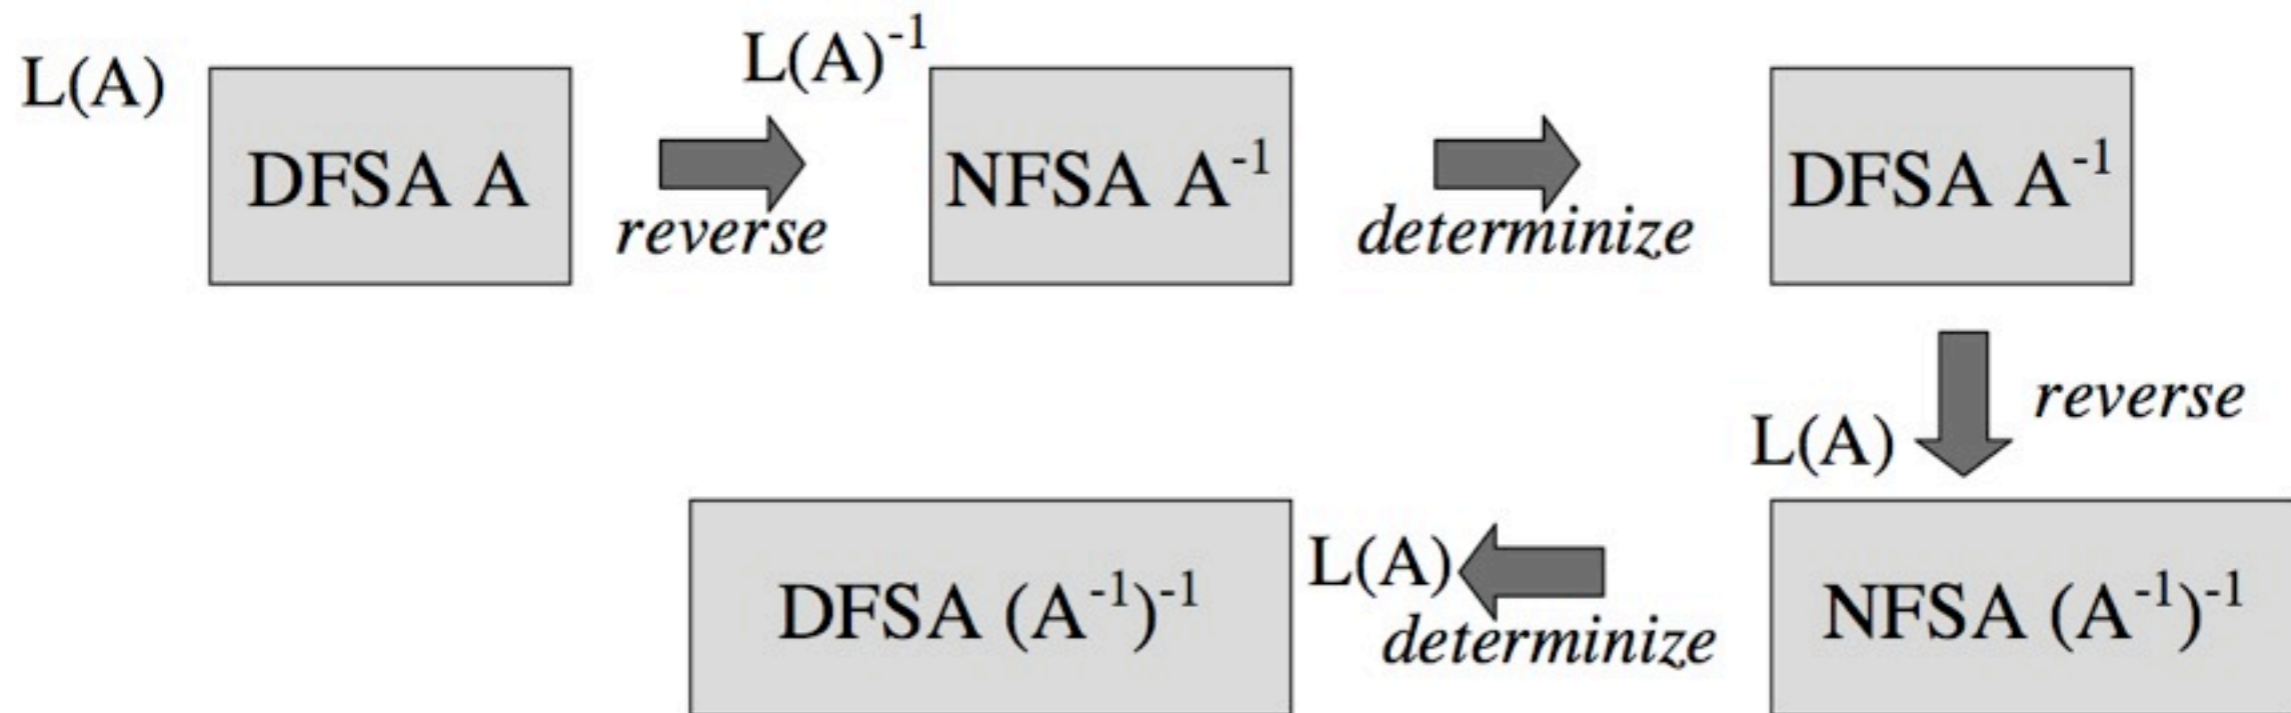 L(A)
DFSA A
reverse
L(A)⁻¹
NFSA A⁻¹
determinize
DFSA A⁻¹
reverse
L(A)
NFSA (A⁻¹)⁻¹
determinize
L(A)
DFSA (A⁻¹)⁻¹